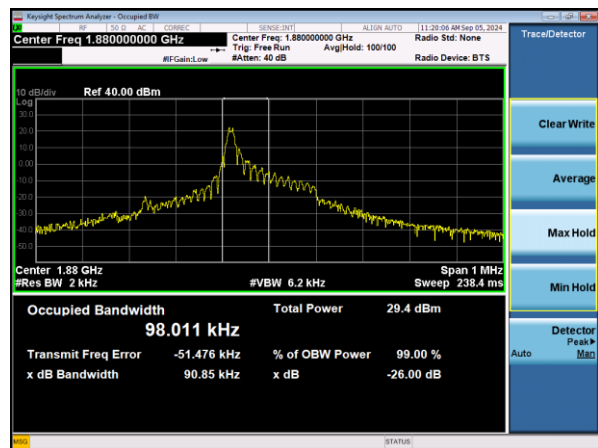 Keysight Spectrum Analyzer - Occupied BW
RF 50 Ω AC CORREC SENSE:INT ALIGN AUTO 11:20:06 AM Sep 05, 2024
Center Freq 1.880000000 GHz
Center Freq: 1.880000000 GHz Radio Std: None
Trig: Free Run Avg|Hold: 100/100
#IFGain:Low #Atten: 40 dB Radio Device: BTS
Trace/Detector
10 dB/div Ref 40.00 dBm
Log
30.0
20.0
10.0
0.00
-10.0
-20.0
-30.0
-40.0
-50.0
Center 1.88 GHz Span 1 MHz
#Res BW 2 kHz #VBW 6.2 kHz Sweep 238.4 ms
Occupied Bandwidth Total Power 29.4 dBm
98.011 kHz
Transmit Freq Error -51.476 kHz % of OBW Power 99.00 %
x dB Bandwidth 90.85 kHz x dB -26.00 dB
Clear Write
Average
Max Hold
Min Hold
Detector
Peak▶
Auto Man
MSG STATUS